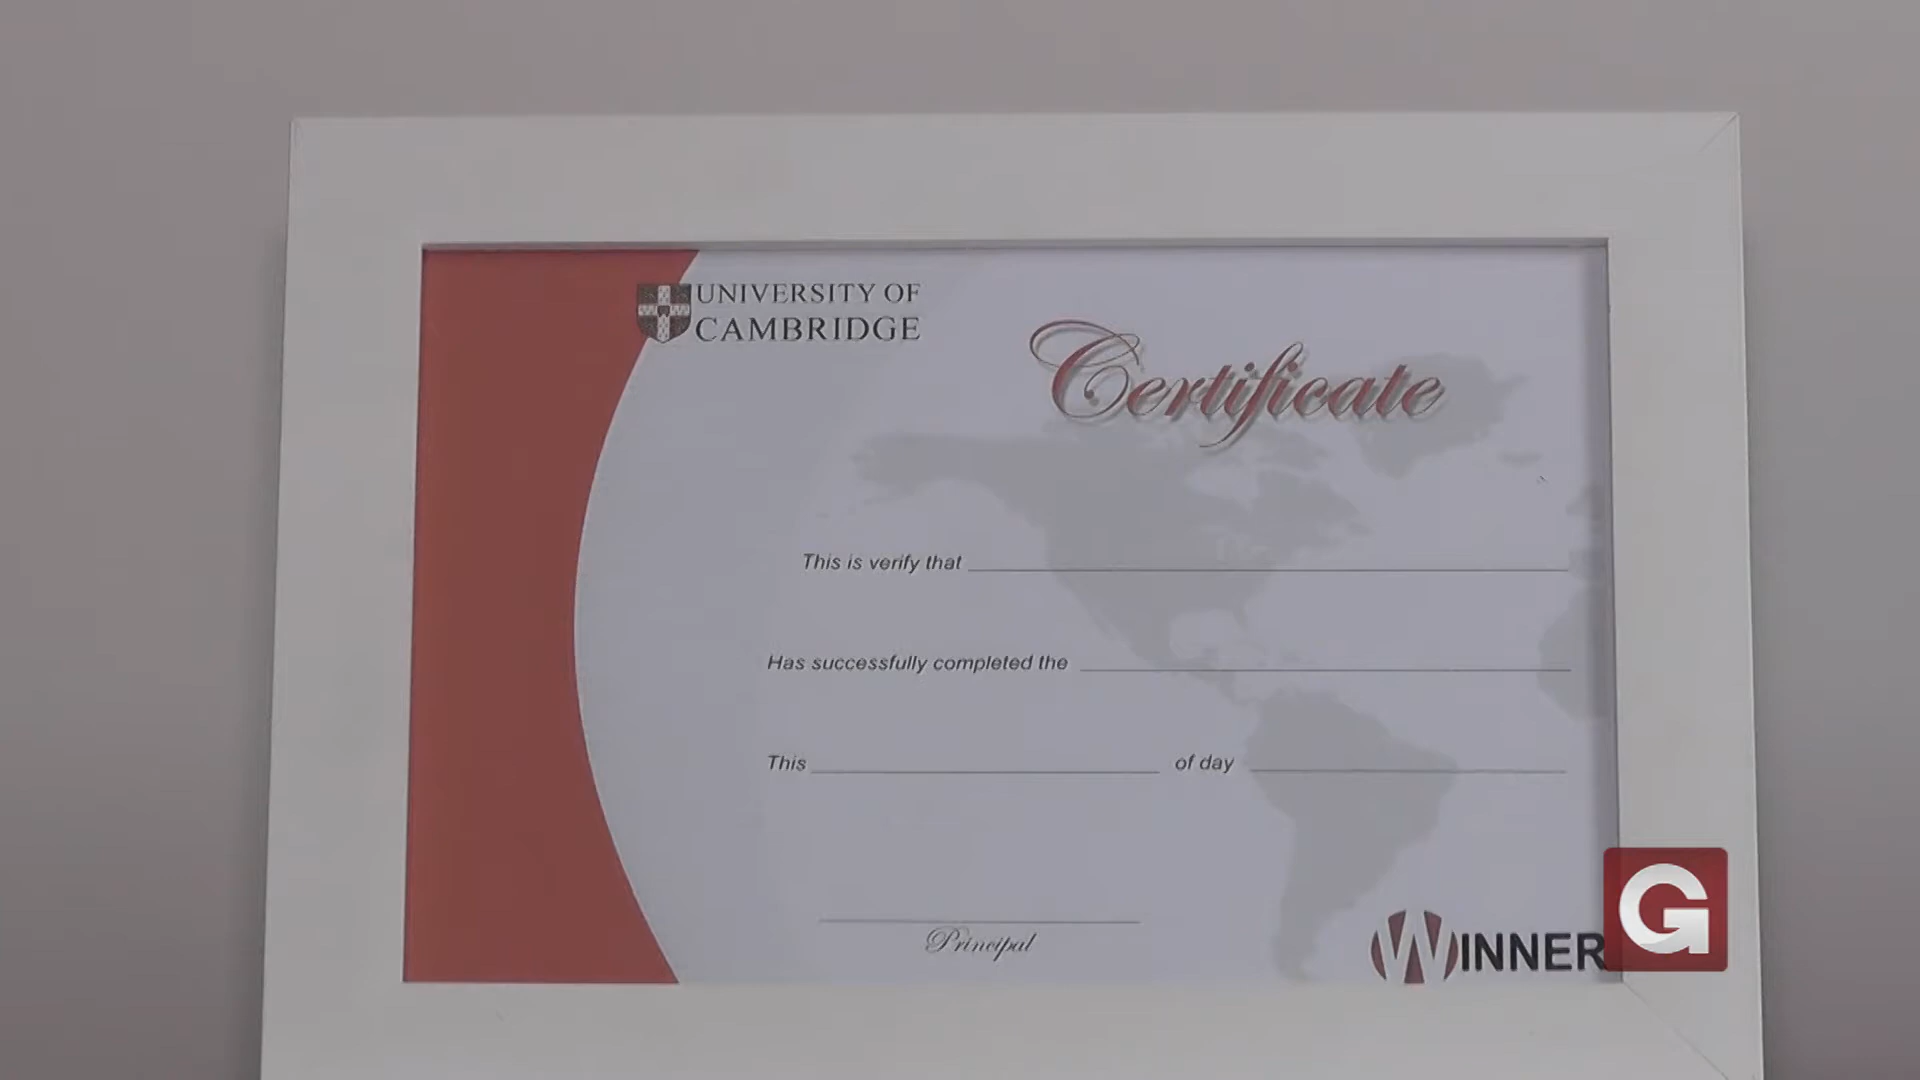 UNIVERSITY OF
CAMBRIDGE
Certificate
This is verify that
Has successfully completed the
This of day
Principal
WINNER
G